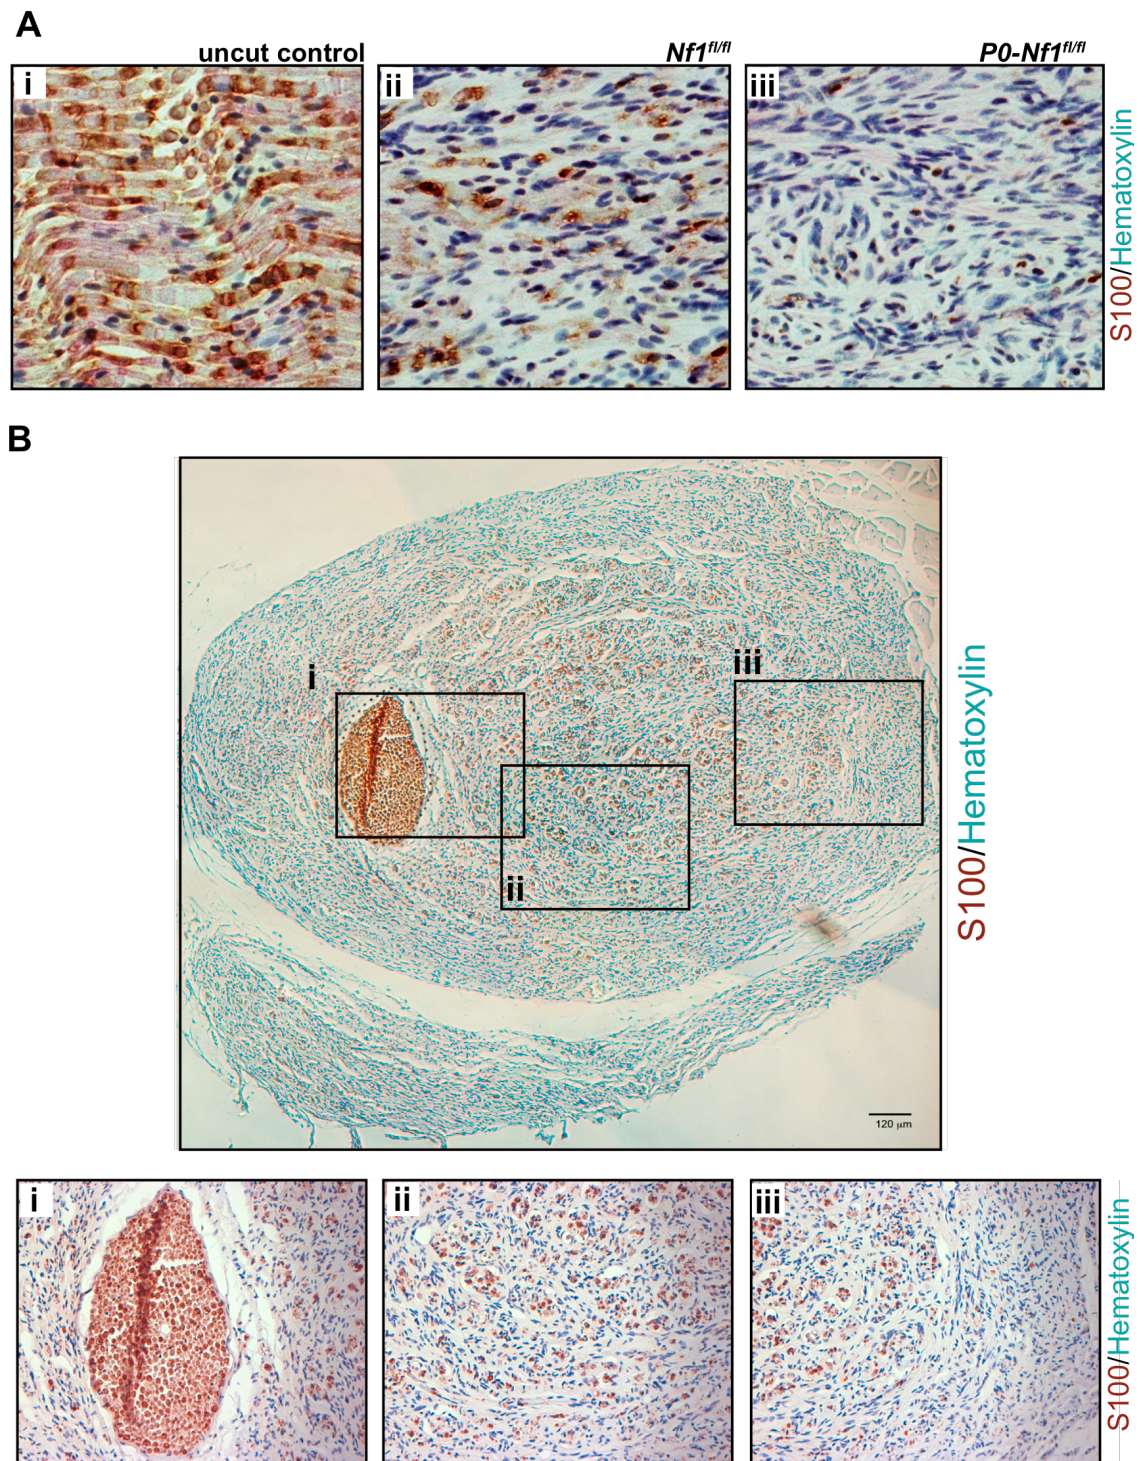 A
uncut control
Nf1fl/fl
P0-Nf1fl/fl
i
ii
iii
S100/Hematoxylin
B
i
ii
iii
120 µm
S100/Hematoxylin
i
ii
iii
S100/Hematoxylin